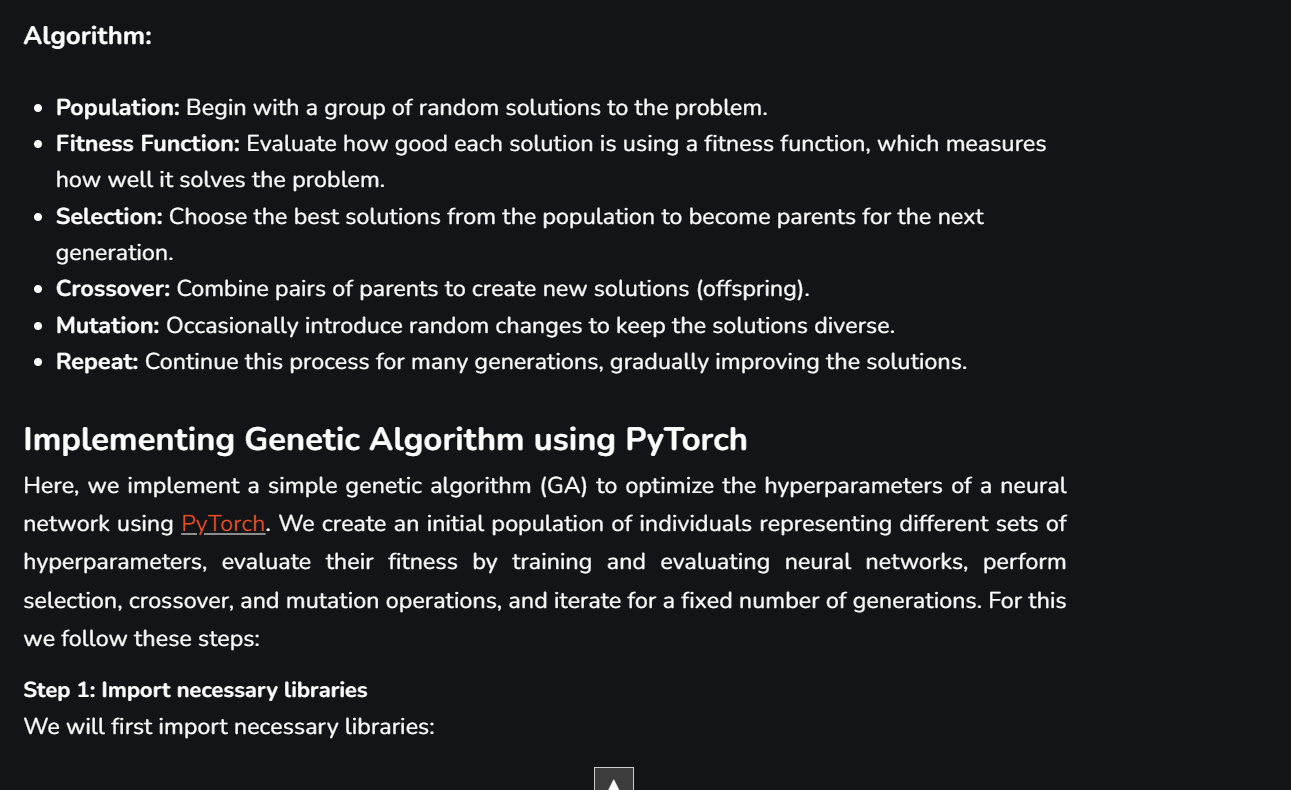 Algorithm:
• Population: Begin with a group of random solutions to the problem.
• Fitness Function: Evaluate how good each solution is using a fitness function, which measures
how well it solves the problem.
• Selection: Choose the best solutions from the population to become parents for the next
generation.
• Crossover: Combine pairs of parents to create new solutions (offspring).
• Mutation: Occasionally introduce random changes to keep the solutions diverse.
• Repeat: Continue this process for many generations, gradually improving the solutions.
Implementing Genetic Algorithm using PyTorch
Here, we implement a simple genetic algorithm (GA) to optimize the hyperparameters of a neural
network using PyTorch. We create an initial population of individuals representing different sets of
hyperparameters, evaluate their fitness by training and evaluating neural networks, perform
selection, crossover, and mutation operations, and iterate for a fixed number of generations. For this
we follow these steps:
Step 1: Import necessary libraries
We will first import necessary libraries: